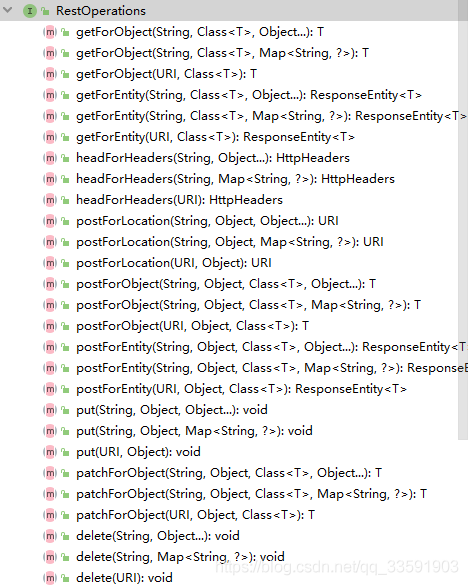 RestOperations
getForObject(String, Class<T>, Object...): T
getForObject(String, Class<T>, Map<String, ?>): T
getForObject(URI, Class<T>): T
getForEntity(String, Class<T>, Object...): ResponseEntity<T>
getForEntity(String, Class<T>, Map<String, ?>): ResponseEntity<T>
getForEntity(URI, Class<T>): ResponseEntity<T>
headForHeaders(String, Object...): HttpHeaders
headForHeaders(String, Map<String, ?>): HttpHeaders
headForHeaders(URI): HttpHeaders
postForLocation(String, Object, Object...): URI
postForLocation(String, Object, Map<String, ?>): URI
postForLocation(URI, Object): URI
postForObject(String, Object, Class<T>, Object...): T
postForObject(String, Object, Class<T>, Map<String, ?>): T
postForObject(URI, Object, Class<T>): T
postForEntity(String, Object, Class<T>, Object...): ResponseEntity<T
postForEntity(String, Object, Class<T>, Map<String, ?>): ResponseE
postForEntity(URI, Object, Class<T>): ResponseEntity<T>
put(String, Object, Object...): void
put(String, Object, Map<String, ?>): void
put(URI, Object): void
patchForObject(String, Object, Class<T>, Object...): T
patchForObject(String, Object, Class<T>, Map<String, ?>): T
patchForObject(URI, Object, Class<T>): T
delete(String, Object...): void
delete(String, Map<String, ?>): void
https://blog.csdn.net/qq_33591903
delete(URI): void